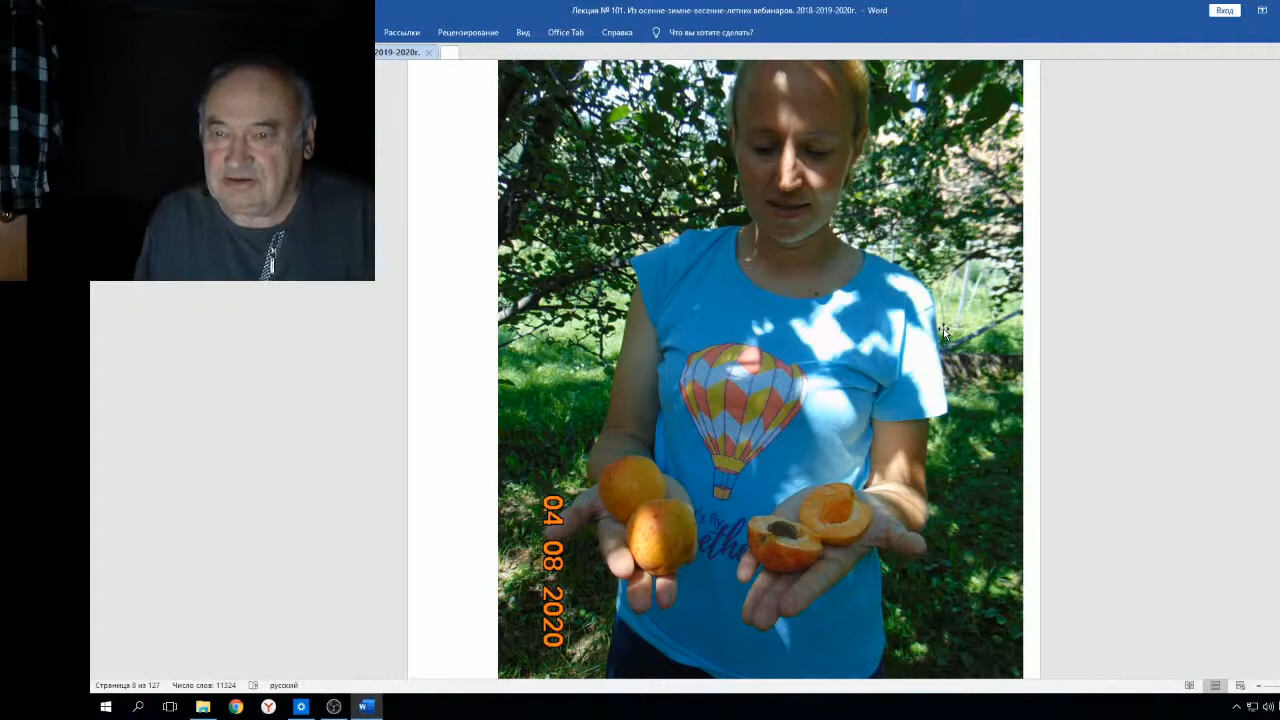 Лекция № 101. Из осенне-зимне-весенне-летних вебинаров. 2018-2019-2020г. - Word
Вход
Рассылки Рецензирование Вид Office Tab Справка Что вы хотите сделать?
2019-2020г.
04 08 2020
Страница 8 из 127 Число слов: 11324 русский